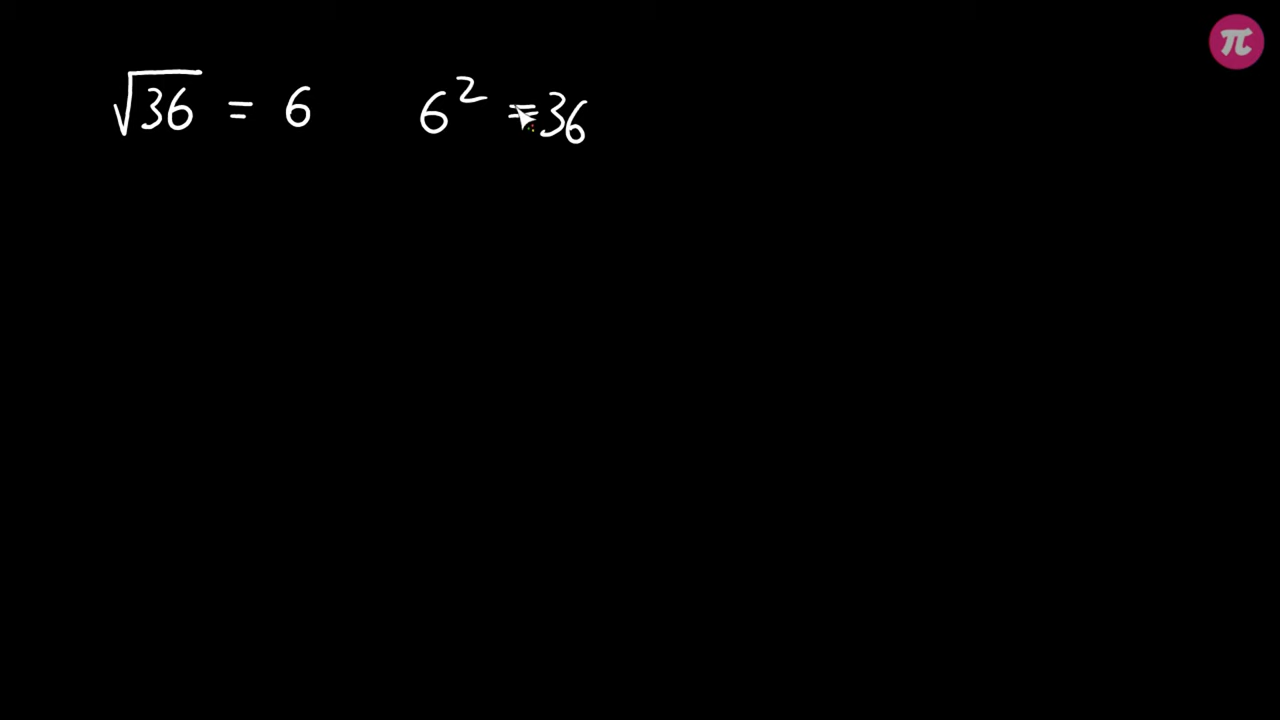 √36 = 6 6² = 36
π